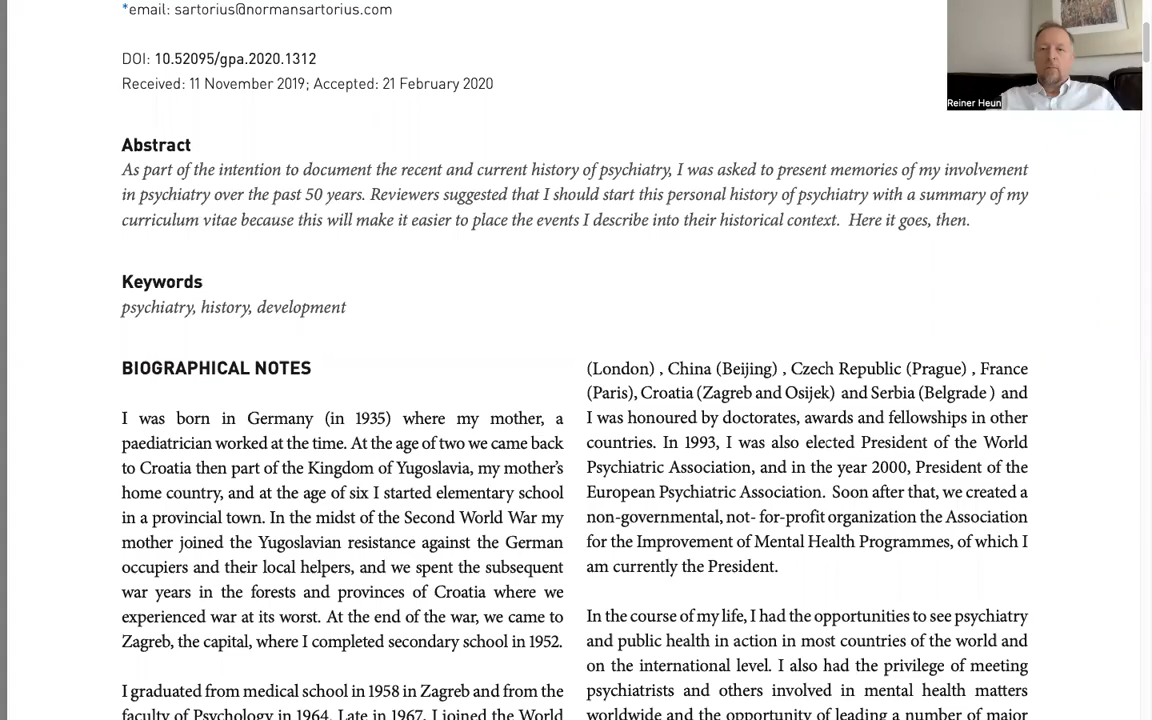 *email: sartorius@normansartorius.com
DOI: 10.52095/gpa.2020.1312
Received: 11 November 2019; Accepted: 21 February 2020
Reiner Heun
Abstract
As part of the intention to document the recent and current history of psychiatry, I was asked to present memories of my involvement
in psychiatry over the past 50 years. Reviewers suggested that I should start this personal history of psychiatry with a summary of my
curriculum vitae because this will make it easier to place the events I describe into their historical context. Here it goes, then.
Keywords
psychiatry, history, development
BIOGRAPHICAL NOTES
I was born in Germany (in 1935) where my mother, a
paediatrician worked at the time. At the age of two we came back
to Croatia then part of the Kingdom of Yugoslavia, my mother's
home country, and at the age of six I started elementary school
in a provincial town. In the midst of the Second World War my
mother joined the Yugoslavian resistance against the German
occupiers and their local helpers, and we spent the subsequent
war years in the forests and provinces of Croatia where we
experienced war at its worst. At the end of the war, we came to
Zagreb, the capital, where I completed secondary school in 1952.
I graduated from medical school in 1958 in Zagreb and from the
faculty of Psychology in 1964. Late in 1967, I joined the World
(London) , China (Beijing) , Czech Republic (Prague) , France
(Paris), Croatia (Zagreb and Osijek) and Serbia (Belgrade ) and
I was honoured by doctorates, awards and fellowships in other
countries. In 1993, I was also elected President of the World
Psychiatric Association, and in the year 2000, President of the
European Psychiatric Association. Soon after that, we created a
non-governmental, not- for-profit organization the Association
for the Improvement of Mental Health Programmes, of which I
am currently the President.
In the course of my life, I had the opportunities to see psychiatry
and public health in action in most countries of the world and
on the international level. I also had the privilege of meeting
psychiatrists and others involved in mental health matters
worldwide and the opportunity of leading a number of major